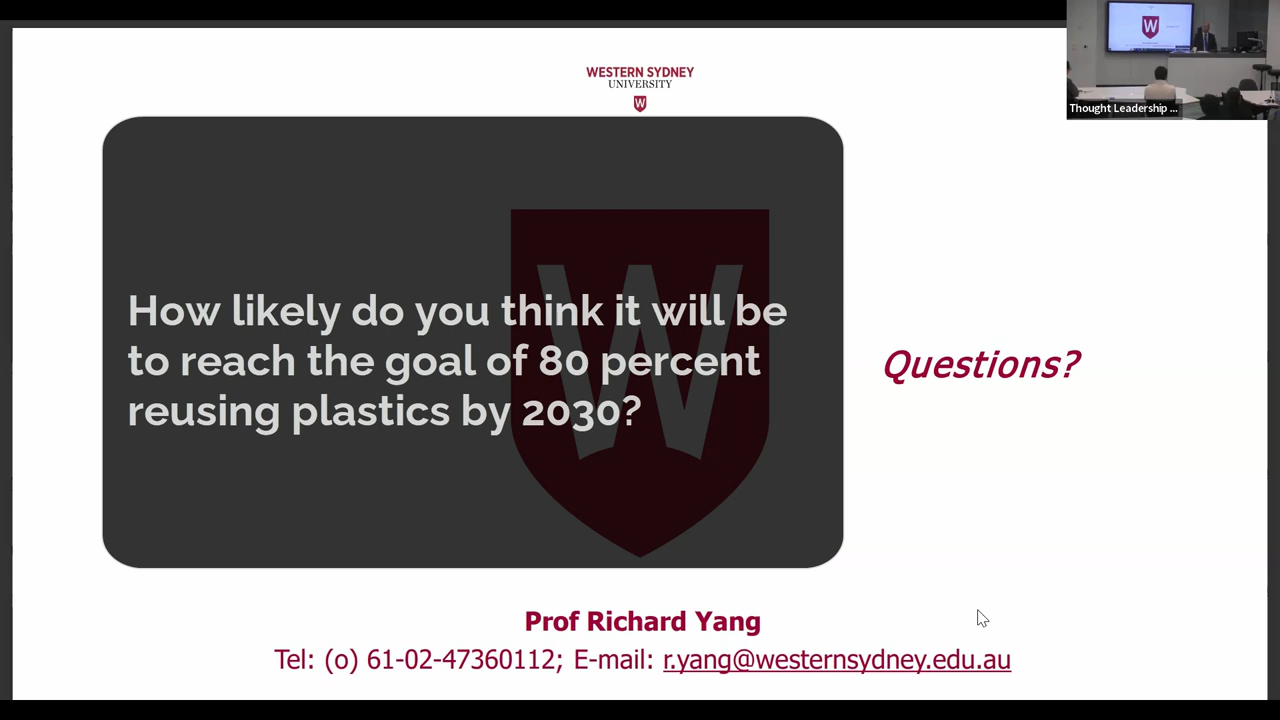 WESTERN SYDNEY
UNIVERSITY
W
Thought Leadership ...
How likely do you think it will be
to reach the goal of 80 percent
reusing plastics by 2030?
Questions?
Prof Richard Yang
Tel: (o) 61-02-47360112; E-mail: r.yang@westernsydney.edu.au